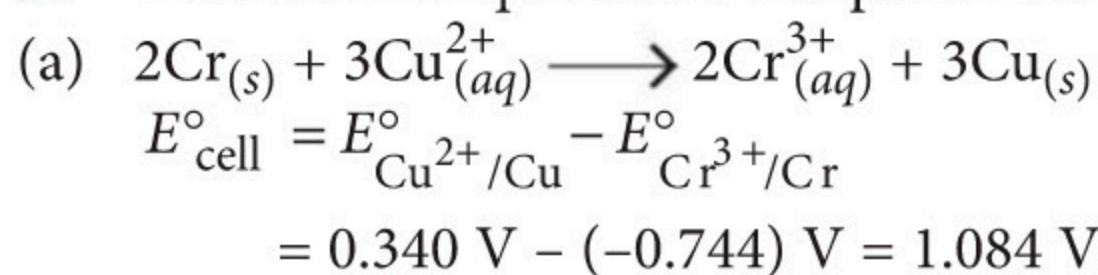 (a) 2Cr(s) + 3Cu²⁺(aq) ⟶ 2Cr³⁺(aq) + 3Cu(s)
E°cell = E°Cu²⁺/Cu − E°Cr³⁺/Cr
= 0.340 V − (−0.744) V = 1.084 V